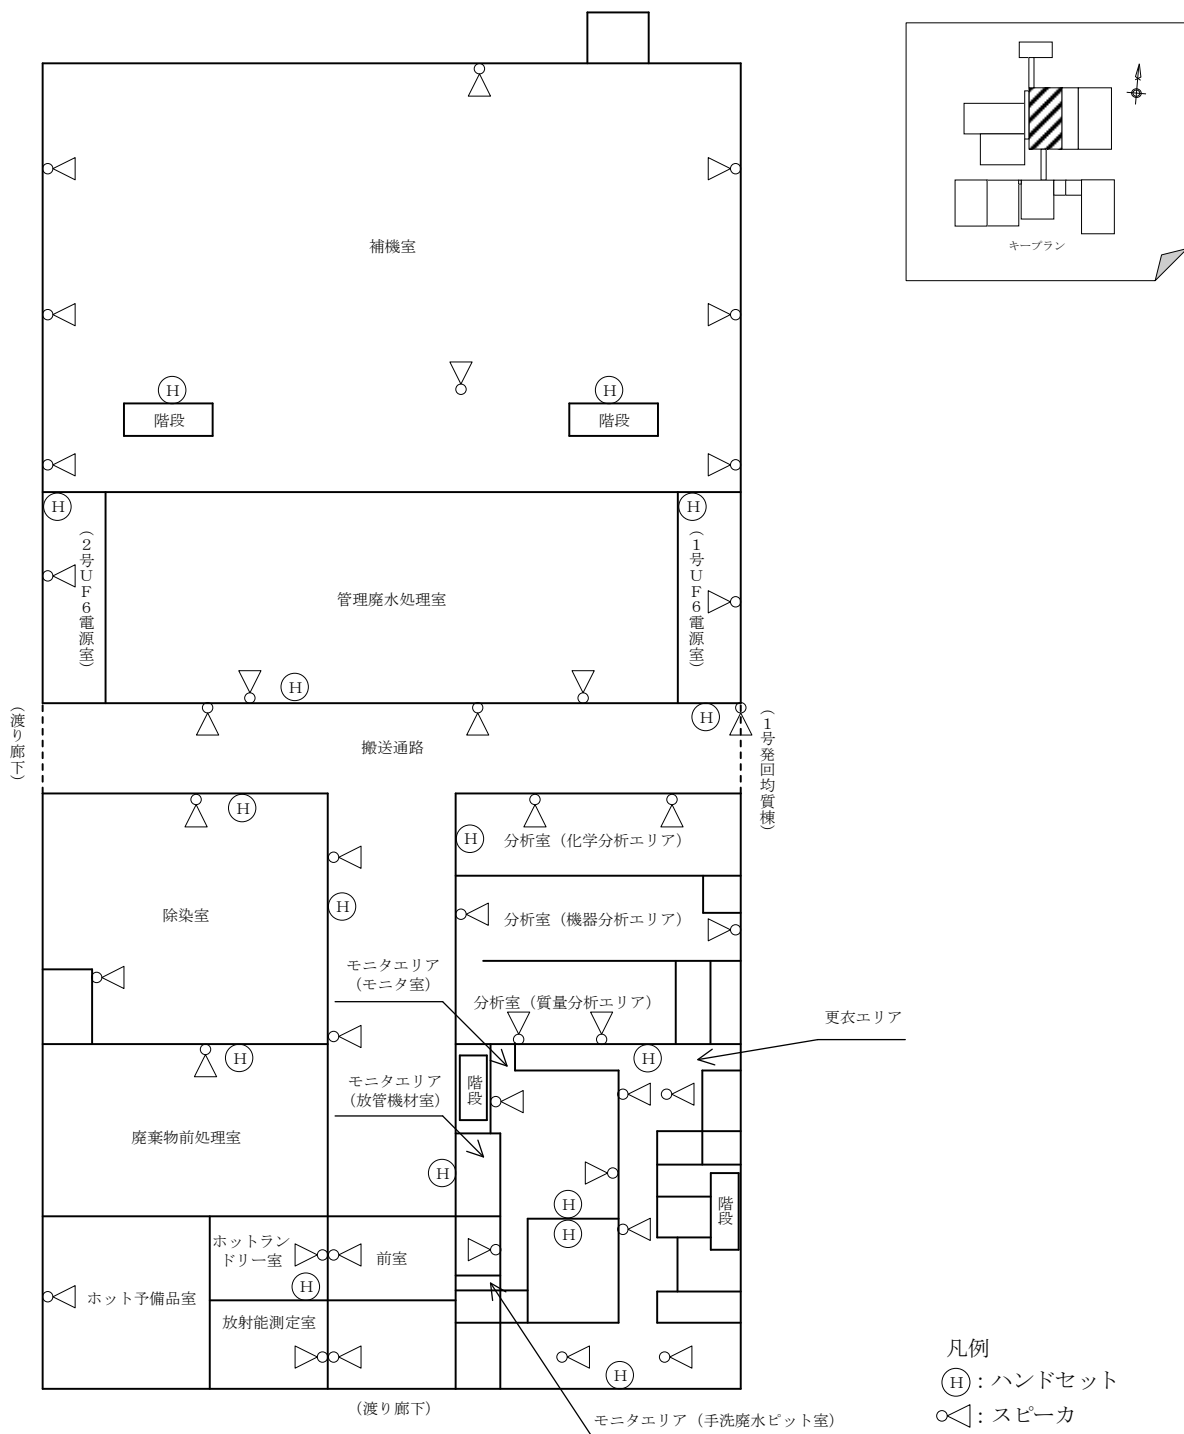 キープラン
補機室
H
H
階段
階段
H
H
（2号UF6電源室）
（1号UF6電源室）
管理廃水処理室
H
H
（渡り廊下）
搬送通路
（1号発回均質棟）
H
H
分析室（化学分析エリア）
除染室
H
分析室（機器分析エリア）
モニタエリア
（モニタ室）
分析室（質量分析エリア）
更衣エリア
H
H
モニタエリア
（放管機材室）
階段
廃棄物前処理室
H
H
H
階段
ホットラン
ドリー室
前室
H
ホット予備品室
放射能測定室
H
（渡り廊下）
モニタエリア（手洗廃水ピット室）
凡例
H：ハンドセット
：スピーカ